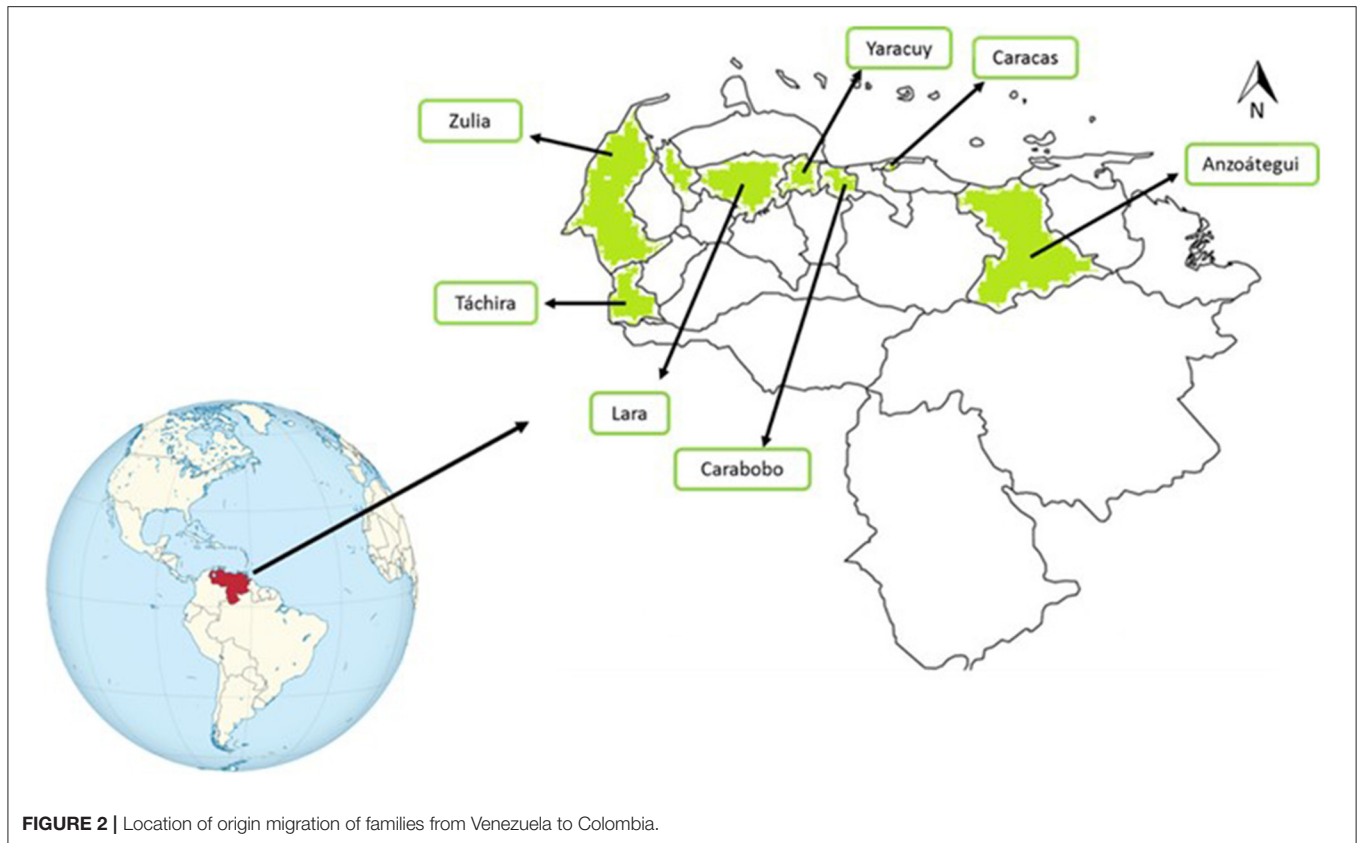 Yaracuy
Caracas
Zulia
N
Anzoátegui
Táchira
Lara
Carabobo
FIGURE 2 | Location of origin migration of families from Venezuela to Colombia.